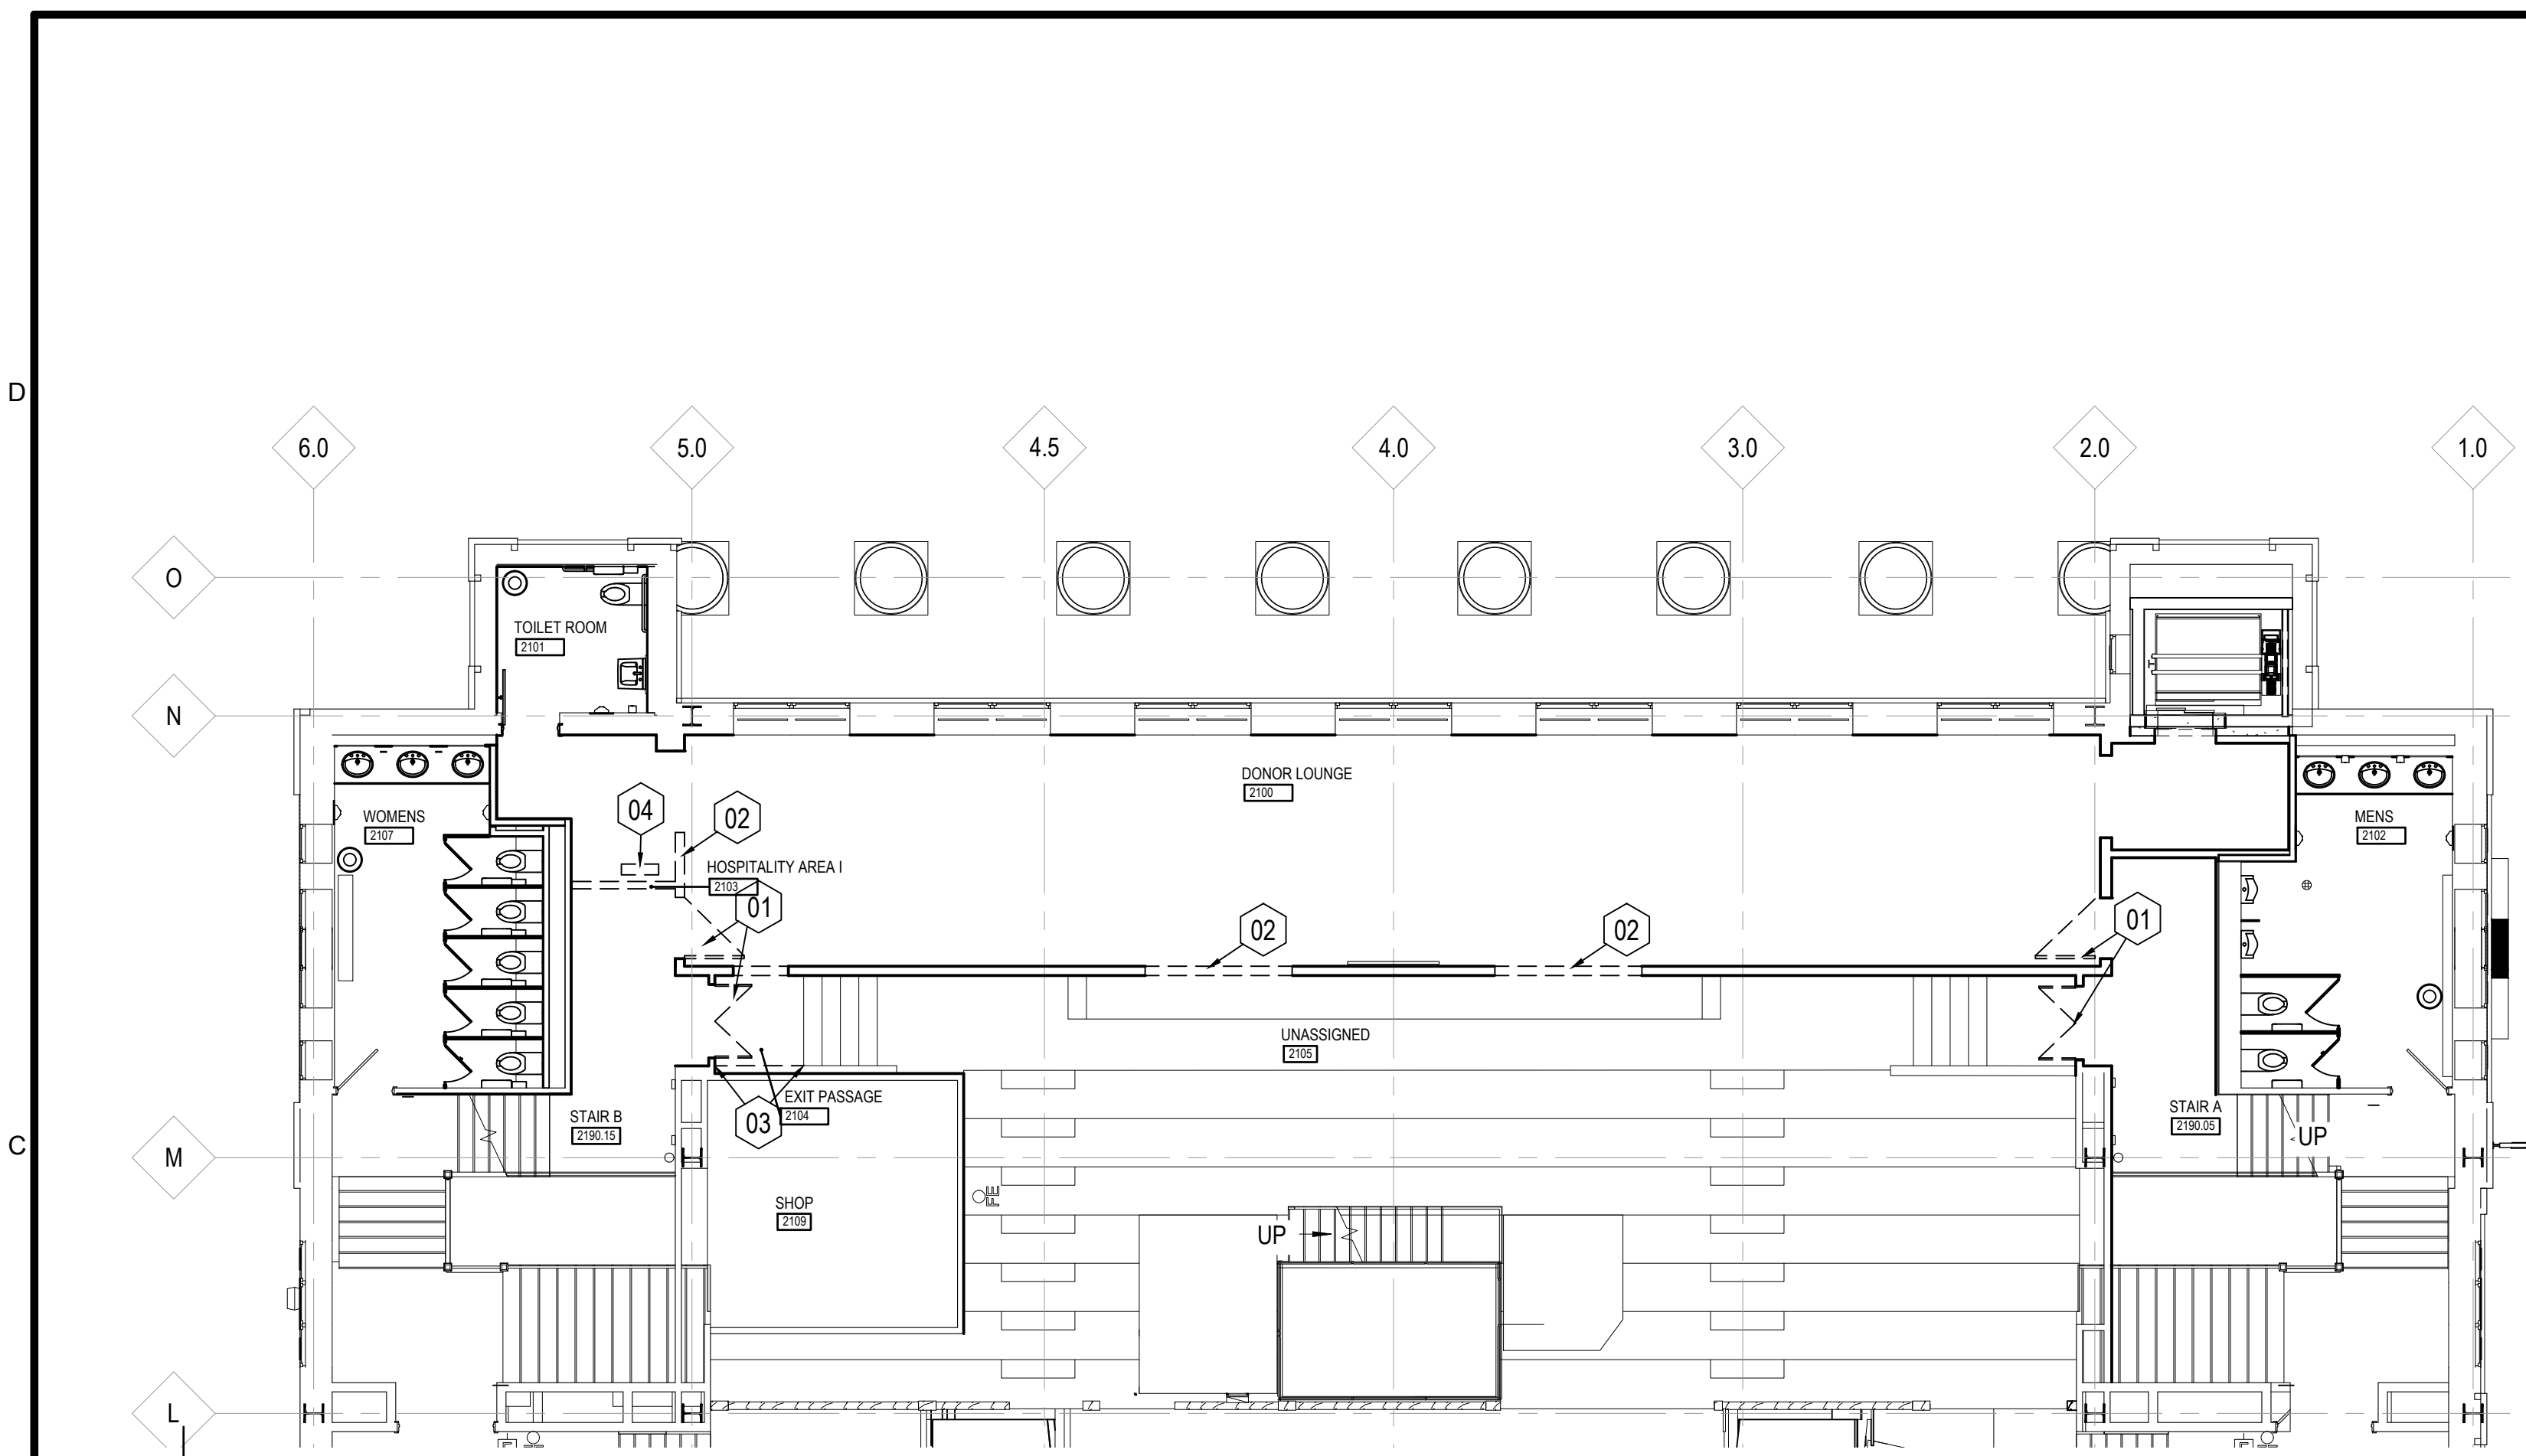 D
6.0
5.0
4.5
4.0
3.0
2.0
1.0
O
TOILET ROOM
2101
N
DONOR LOUNGE
2100
04
02
WOMENS
2107
MENS
2102
HOSPITALITY AREA I
2103
01
02
02
01
UNASSIGNED
2105
EXIT PASSAGE
2104
03
STAIR B
2190.15
STAIR A
2190.05
UP
C
M
SHOP
2109
FE
UP
L